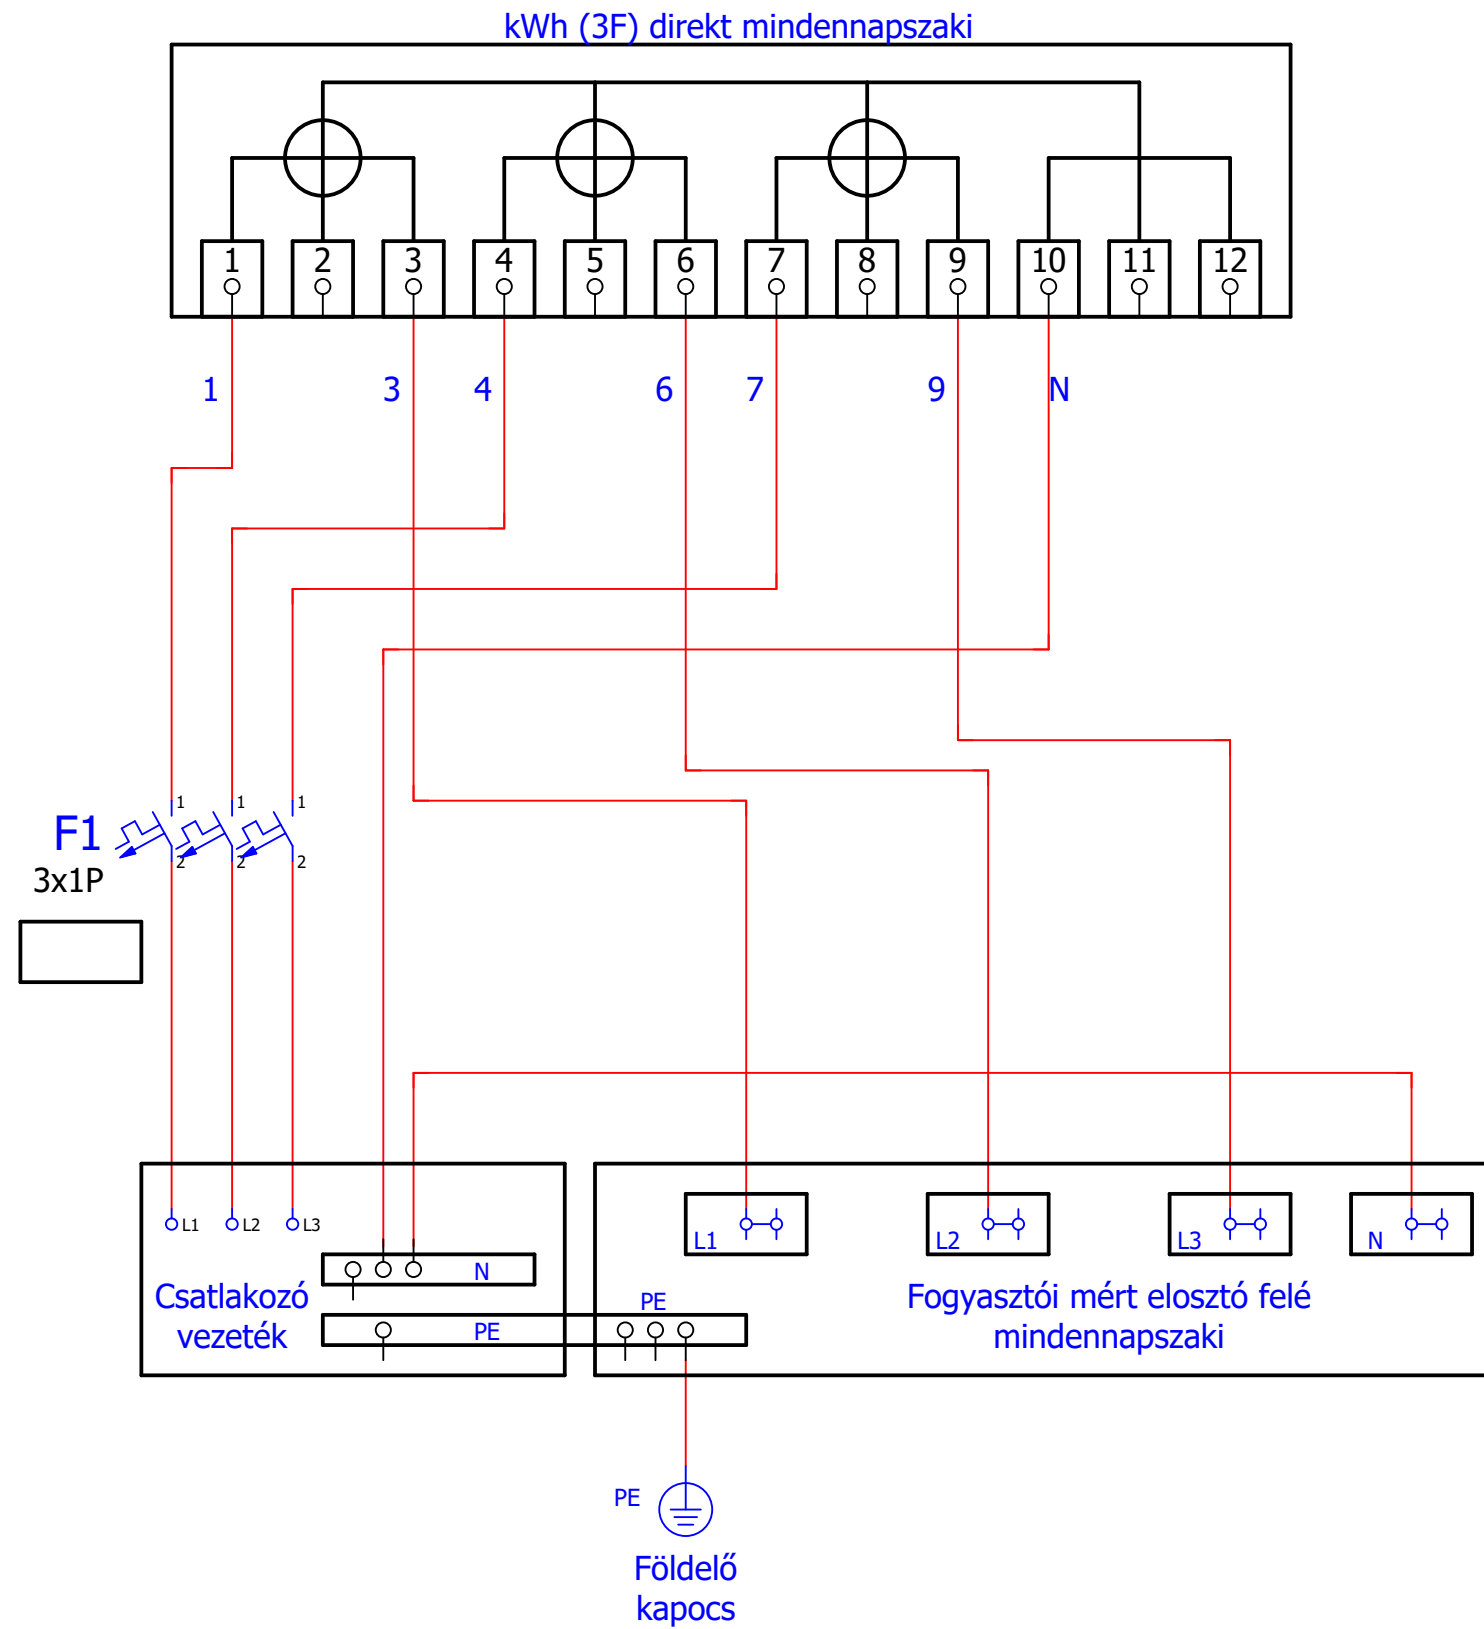 kWh (3F) direkt mindennapszaki
1 2 3 4 5 6 7 8 9 10 11 12
1 3 4 6 7 9 N
1 1 1
F1
2 2 2
3x1P
L1 L2 L3
L1 L2 L3 N
N
Csatlakozó
vezeték
PE
PE
Fogyasztói mért elosztó felé
mindennapszaki
PE
Földelő
kapocs